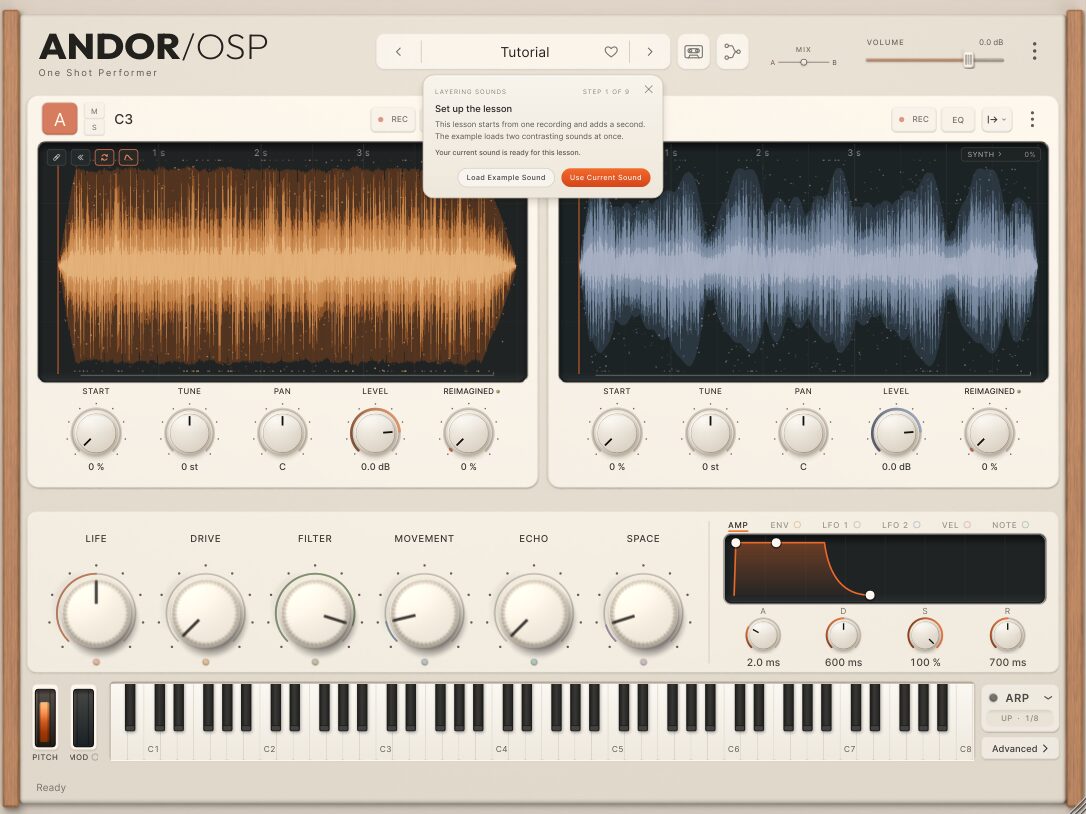 ANDOR/OSP
One Shot Performer
Tutorial
MIX
A B
VOLUME 0.0 dB
LAYERING SOUNDS STEP 1 OF 9
Set up the lesson
This lesson starts from one recording and adds a second.
The example loads two contrasting sounds at once.
Your current sound is ready for this lesson.
Load Example Sound Use Current Sound
A M S C3 REC
REC EQ
1 s 2 s 3 s
1 s 2 s 3 s SYNTH 0%
START TUNE PAN LEVEL REIMAGINED
0 % 0 st C 0.0 dB 0 %
START TUNE PAN LEVEL REIMAGINED
0 % 0 st C 0.0 dB 0 %
LIFE DRIVE FILTER MOVEMENT ECHO SPACE
AMP ENV LFO 1 LFO 2 VEL NOTE
A D S R
2.0 ms 600 ms 100 % 700 ms
C1 C2 C3 C4 C5 C6 C7 C8
PITCH MOD
ARP
UP · 1/8
Advanced
Ready